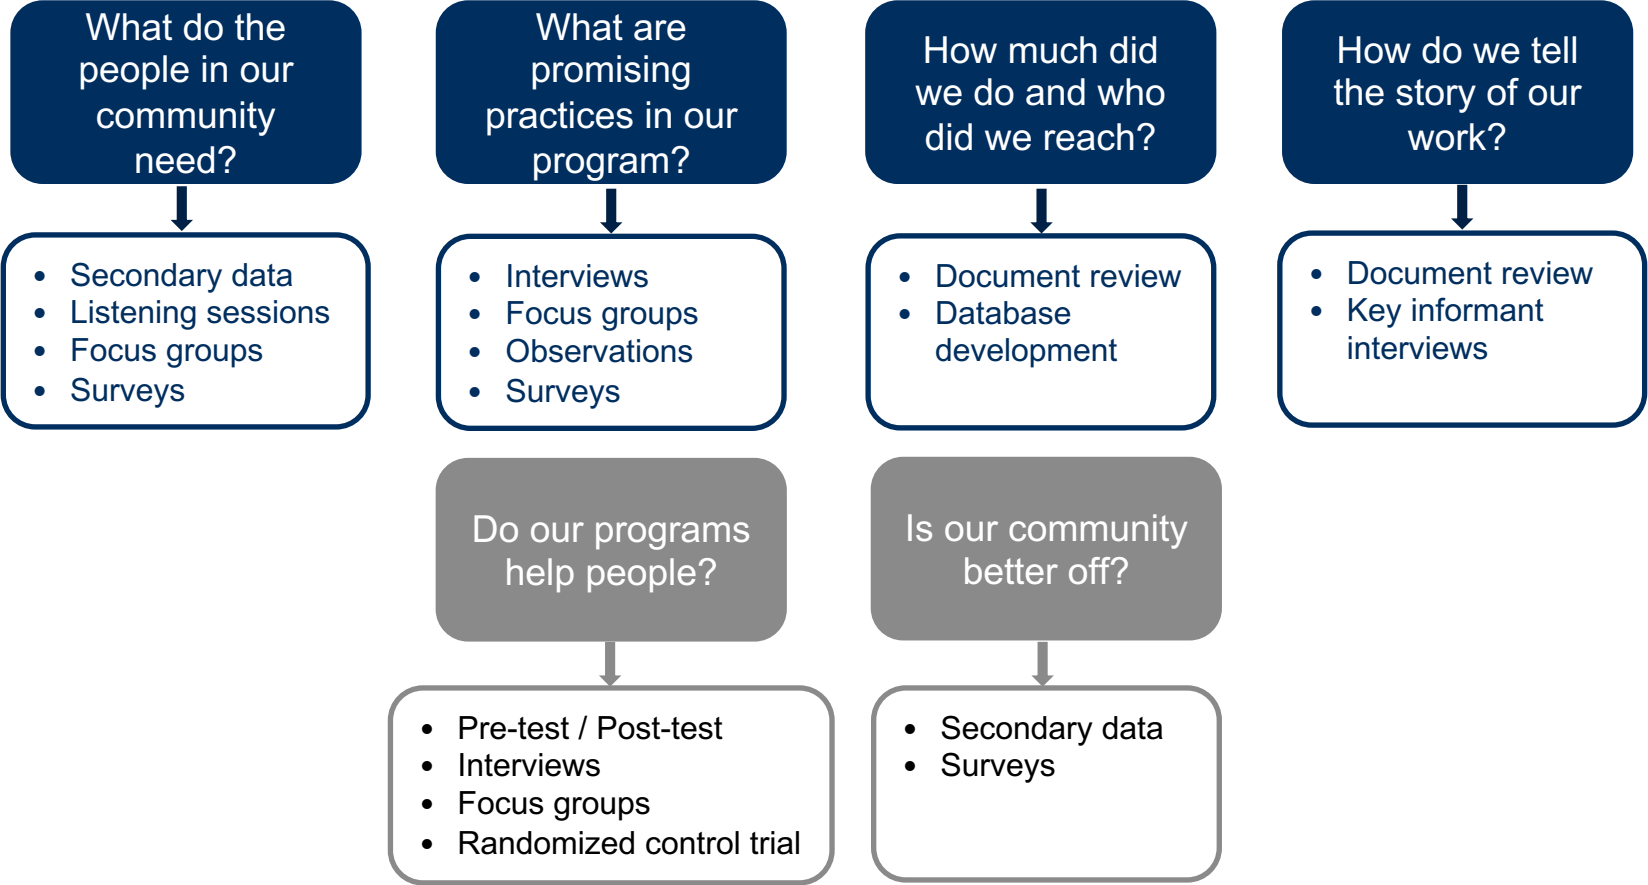 What do the
people in our
community
need?
What are
promising
practices in our
program?
How much did
we do and who
did we reach?
How do we tell
the story of our
work?
• Secondary data
• Listening sessions
• Focus groups
• Surveys
• Interviews
• Focus groups
• Observations
• Surveys
• Document review
• Database
development
• Document review
• Key informant
interviews
Do our programs
help people?
Is our community
better off?
• Pre-test / Post-test
• Interviews
• Focus groups
• Randomized control trial
• Secondary data
• Surveys